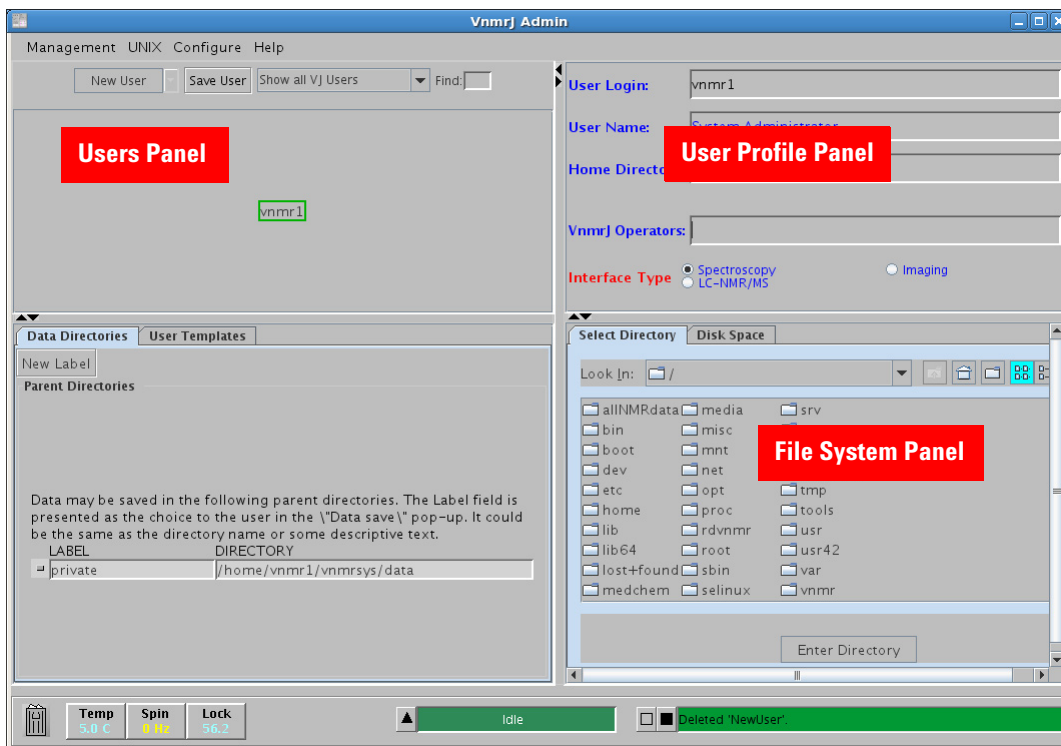 VnmrJ Admin
Management UNIX Configure Help
New User Save User Show all VJ Users Find:
Users Panel
vnmr1
User Login: vnmr1
User Name: System Administrator
User Profile Panel
Home Directo
VnmrJ Operators:
Interface Type Spectroscopy Imaging
LC-NMR/MS
Data Directories User Templates
New Label
Parent Directories
Data may be saved in the following parent directories. The Label field is
presented as the choice to the user in the \"Data save\" pop-up. It could
be the same as the directory name or some descriptive text.
LABEL DIRECTORY
private /home/vnmr1/vnmrsys/data
Select Directory Disk Space
Look In: /
allNMRdata media srv
bin misc
boot mnt
File System Panel
dev net
etc opt tmp
home proc tools
lib rdvnmr usr
lib64 root usr42
lost+found sbin var
medchem selinux vnmr
Enter Directory
Temp Spin Lock
5.0 C 0 Hz 56.2
Idle
Deleted 'NewUser'.